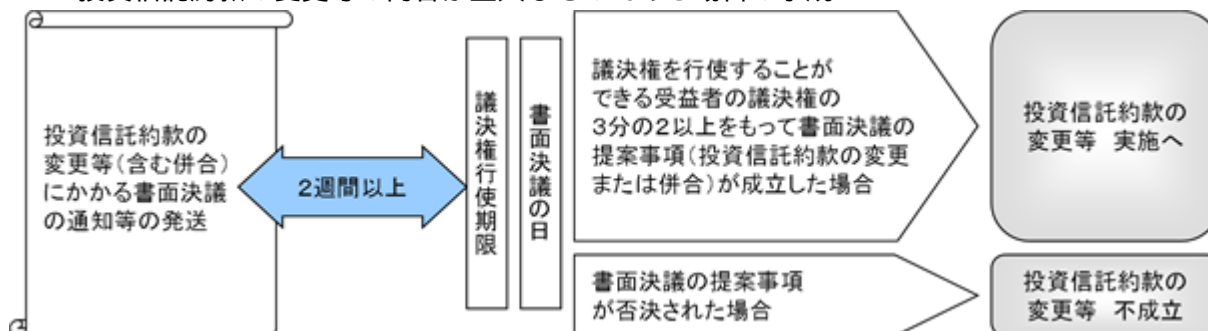 投資信託約款の
変更等(含む併合)
にかかる書面決議
の通知等の発送
2週間以上
議決権行使期限
書面決議の日
議決権を行使することが
できる受益者の議決権の
3分の2以上をもって書面決議の
提案事項(投資信託約款の変更
または併合)が成立した場合
投資信託約款の
変更等 実施へ
書面決議の提案事項
が否決された場合
投資信託約款の
変更等 不成立